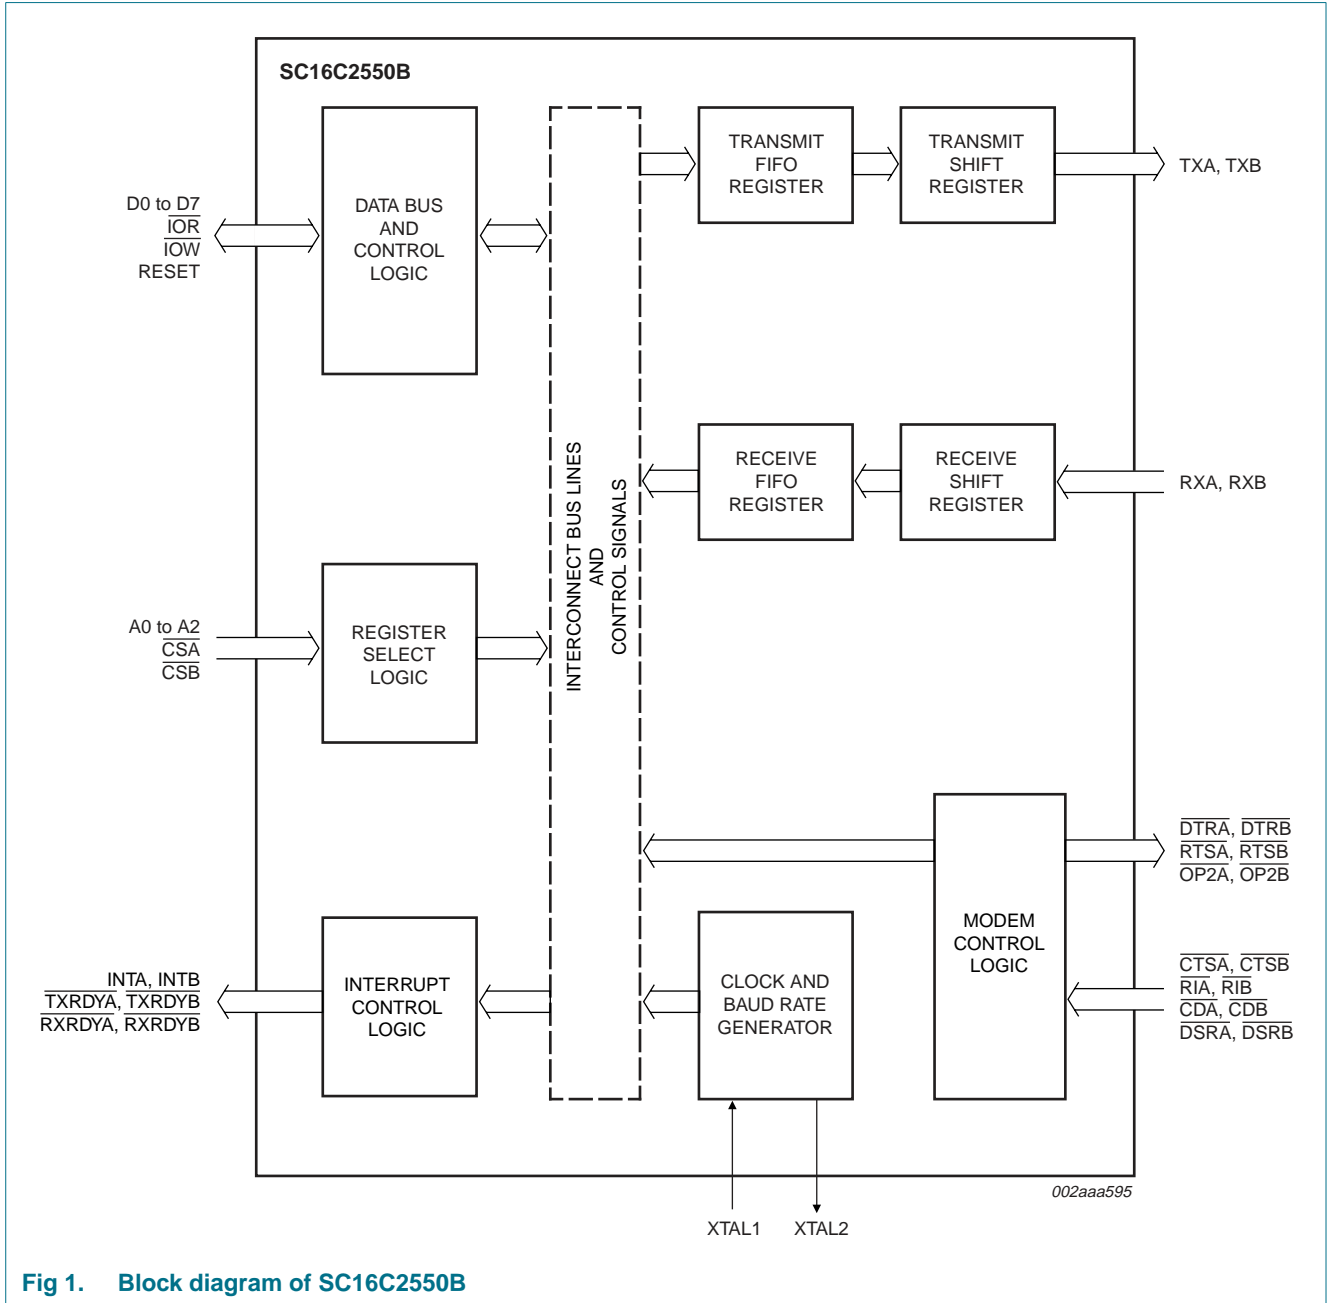 SC16C2550B
D0 to D7
IOR
IOW
RESET
DATA BUS
AND
CONTROL
LOGIC
TRANSMIT
FIFO
REGISTER
TRANSMIT
SHIFT
REGISTER
TXA, TXB
INTERCONNECT BUS LINES
AND
CONTROL SIGNALS
RECEIVE
FIFO
REGISTER
RECEIVE
SHIFT
REGISTER
RXA, RXB
A0 to A2
CSA
CSB
REGISTER
SELECT
LOGIC
DTRA, DTRB
RTSA, RTSB
OP2A, OP2B
MODEM
CONTROL
LOGIC
CTSA, CTSB
RIA, RIB
CDA, CDB
DSRA, DSRB
INTA, INTB
TXRDYA, TXRDYB
RXRDYA, RXRDYB
INTERRUPT
CONTROL
LOGIC
CLOCK AND
BAUD RATE
GENERATOR
XTAL1
XTAL2
002aaa595
Fig 1. Block diagram of SC16C2550B